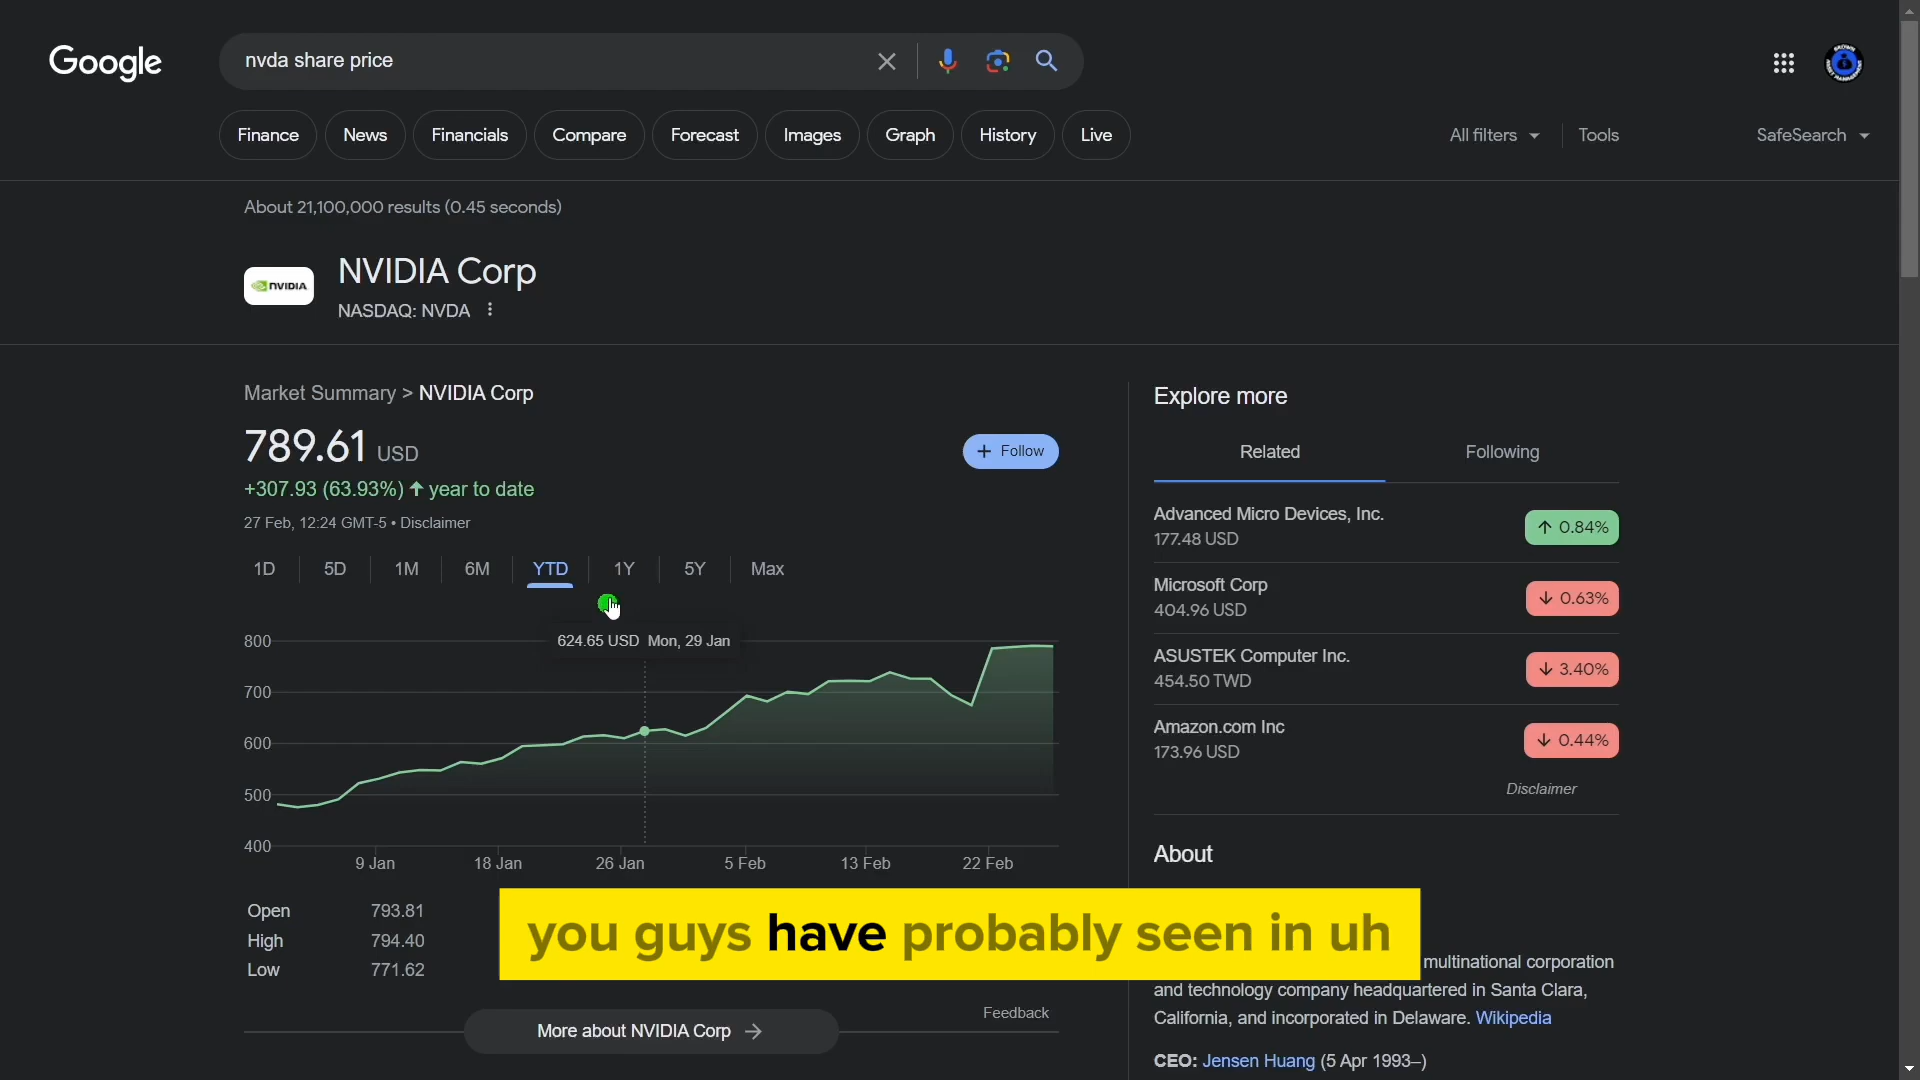 Google
nvda share price
Finance
News
Financials
Compare
Forecast
Images
Graph
History
Live
All filters
Tools
SafeSearch
About 21,100,000 results (0.45 seconds)
NVIDIA
NVIDIA Corp
NASDAQ: NVDA
Market Summary > NVIDIA Corp
789.61 USD
+ Follow
+307.93 (63.93%) ↑ year to date
27 Feb, 12:24 GMT-5 • Disclaimer
1D
5D
1M
6M
YTD
1Y
5Y
Max
624.65 USD Mon, 29 Jan
800
700
600
500
400
9 Jan
18 Jan
26 Jan
5 Feb
13 Feb
22 Feb
Open 793.81
High 794.40
Low 771.62
Feedback
More about NVIDIA Corp →
Explore more
Related
Following
Advanced Micro Devices, Inc.
177.48 USD
↑ 0.84%
Microsoft Corp
404.96 USD
↓ 0.63%
ASUSTEK Computer Inc.
454.50 TWD
↓ 3.40%
Amazon.com Inc
173.96 USD
↓ 0.44%
Disclaimer
About
you guys have probably seen in uh
multinational corporation
and technology company headquartered in Santa Clara,
California, and incorporated in Delaware. Wikipedia
CEO: Jensen Huang (5 Apr 1993–)